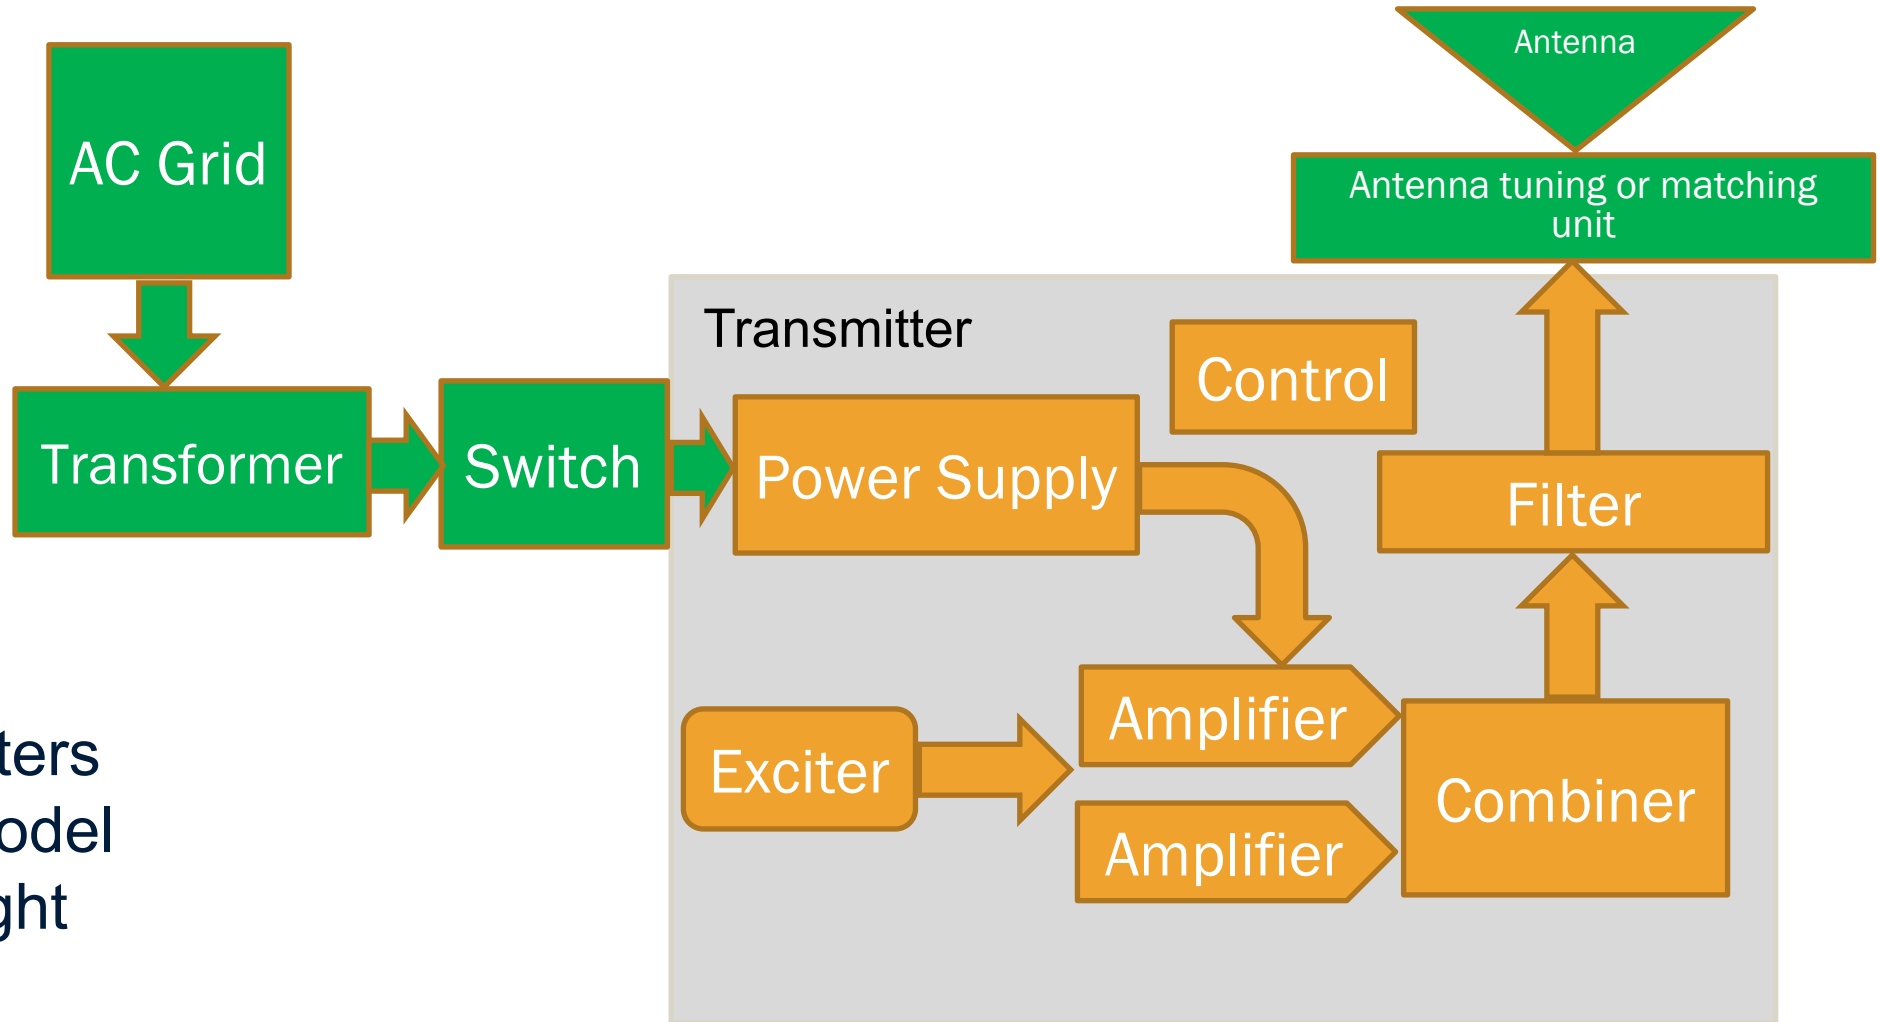 Antenna
AC Grid
Antenna tuning or matching
unit
Transmitter
Control
Transformer
Switch
Power Supply
Filter
Amplifier
Exciter
Combiner
Amplifier
ters
odel
ght